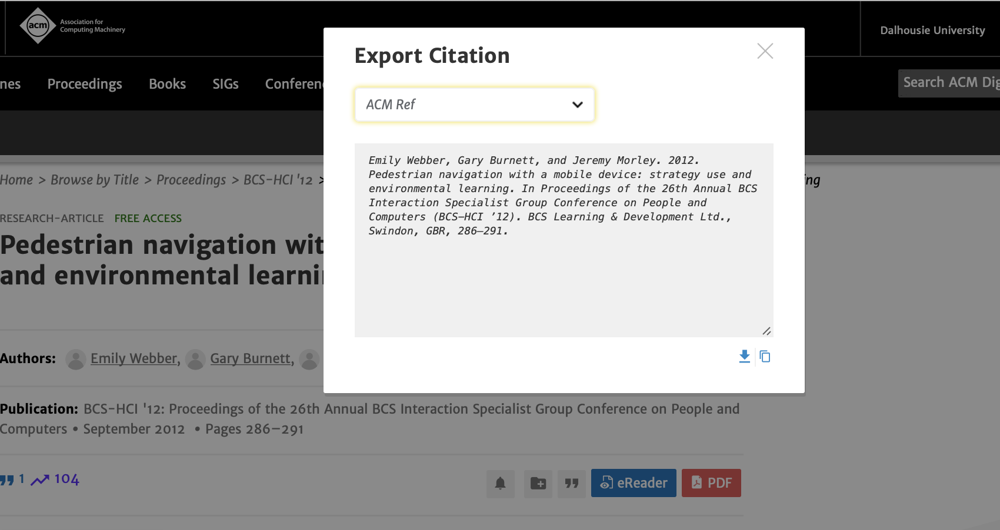 acm
Association for
Computing Machinery
Dalhousie University
nes Proceedings Books SIGs Conferen
Search ACM Dig
Export Citation
ACM Ref
Emily Webber, Gary Burnett, and Jeremy Morley. 2012.
Pedestrian navigation with a mobile device: strategy use and
environmental learning. In Proceedings of the 26th Annual BCS
Interaction Specialist Group Conference on People and
Computers (BCS-HCI ’12). BCS Learning & Development Ltd.,
Swindon, GBR, 286–291.
Home > Browse by Title > Proceedings > BCS-HCI '12 > ing
RESEARCH-ARTICLE FREE ACCESS
Pedestrian navigation wit
and environmental learni
Authors: Emily Webber, Gary Burnett,
Publication: BCS-HCI '12: Proceedings of the 26th Annual BCS Interaction Specialist Group Conference on People and
Computers • September 2012 • Pages 286–291
1 104
eReader PDF